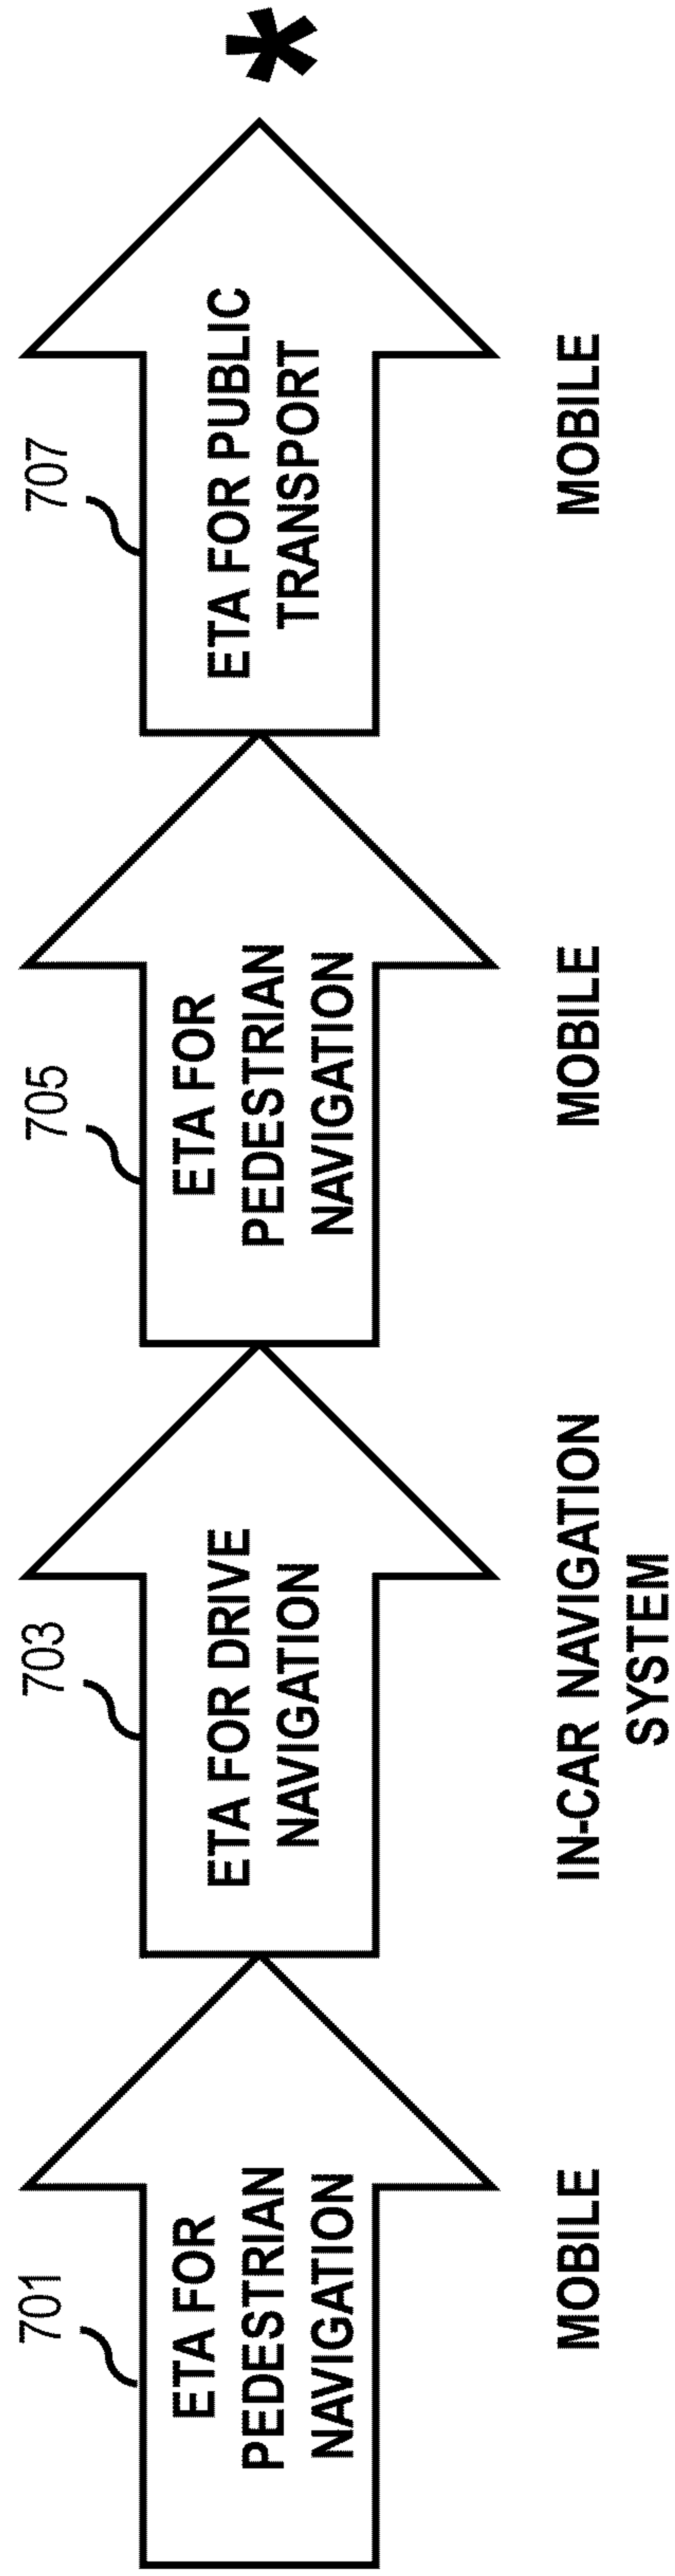 701
ETA FOR
PEDESTRIAN
NAVIGATION
MOBILE
703
ETA FOR DRIVE
NAVIGATION
IN-CAR NAVIGATION
SYSTEM
705
ETA FOR
PEDESTRIAN
NAVIGATION
MOBILE
707
ETA FOR PUBLIC
TRANSPORT
MOBILE
*